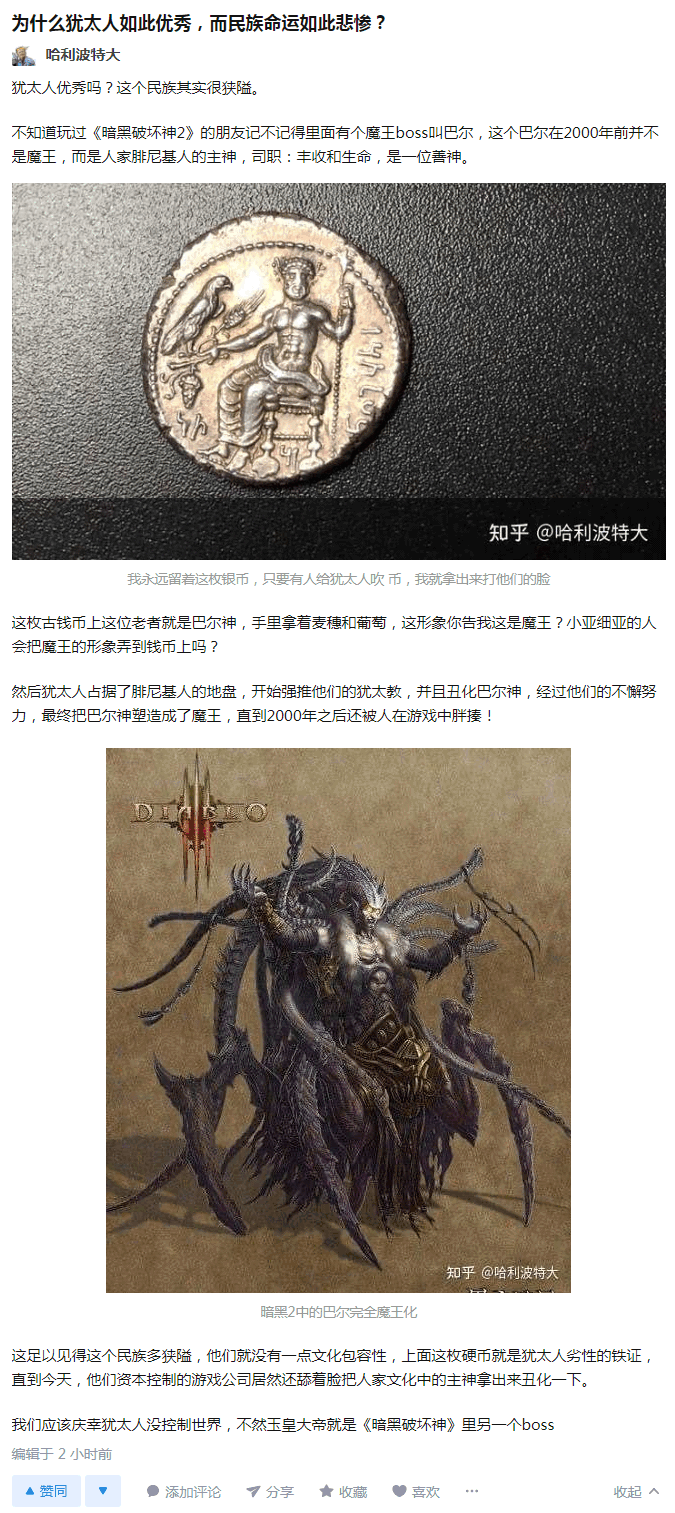 为什么犹太人如此优秀，而民族命运如此悲惨？
哈利波特大
犹太人优秀吗？这个民族其实很狭隘。
不知道玩过《暗黑破坏神2》的朋友记不记得里面有个魔王boss叫巴尔，这个巴尔在2000年前并不
是魔王，而是人家腓尼基人的主神，司职：丰收和生命，是一位善神。
知乎 @哈利波特大
我永远留着这枚银币，只要有人给犹太人吹 币，我就拿出来打他们的脸
这枚古钱币上这位老者就是巴尔神，手里拿着麦穗和葡萄，这形象你告我这是魔王？小亚细亚的人
会把魔王的形象弄到钱币上吗？
然后犹太人占据了腓尼基人的地盘，开始强推他们的犹太教，并且丑化巴尔神，经过他们的不懈努
力，最终把巴尔神塑造成了魔王，直到2000年之后还被人在游戏中胖揍！
DIABLO
知乎 @哈利波特大
暗黑2中的巴尔完全魔王化
这足以见得这个民族多狭隘，他们就没有一点文化包容性，上面这枚硬币就是犹太人劣性的铁证，
直到今天，他们资本控制的游戏公司居然还舔着脸把人家文化中的主神拿出来丑化一下。
我们应该庆幸犹太人没控制世界，不然玉皇大帝就是《暗黑破坏神》里另一个boss
编辑于 2 小时前
赞同 添加评论 分享 收藏 喜欢 ··· 收起